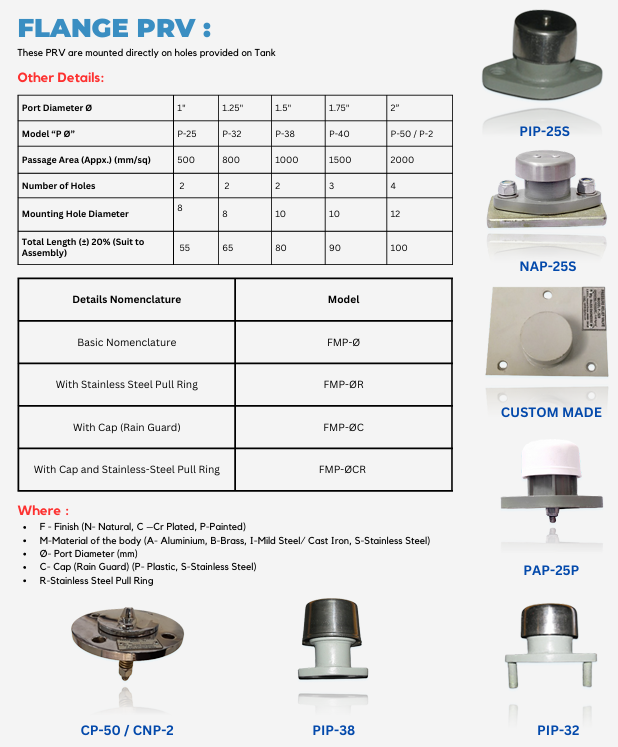 FLANGE PRV :
These PRV are mounted directly on holes provided on Tank
Other Details:
Port Diameter Ø 1" 1.25" 1.5" 1.75" 2"
Model “P Ø” P-25 P-32 P-38 P-40 P-50 / P-2
Passage Area (Appx.) (mm/sq) 500 800 1000 1500 2000
Number of Holes 2 2 2 3 4
Mounting Hole Diameter 8 8 10 10 12
Total Length (±) 20% (Suit to
Assembly) 55 65 80 90 100
Details Nomenclature Model
Basic Nomenclature FMP-Ø
With Stainless Steel Pull Ring FMP-ØR
With Cap (Rain Guard) FMP-ØC
With Cap and Stainless-Steel Pull Ring FMP-ØCR
Where :
• F - Finish (N- Natural, C –Cr Plated, P-Painted)
• M-Material of the body (A- Aluminium, B-Brass, I-Mild Steel/ Cast Iron, S-Stainless Steel)
• Ø- Port Diameter (mm)
• C- Cap (Rain Guard) (P- Plastic, S-Stainless Steel)
• R-Stainless Steel Pull Ring
PIP-25S
NAP-25S
CUSTOM MADE
PAP-25P
CP-50 / CNP-2
PIP-38
PIP-32